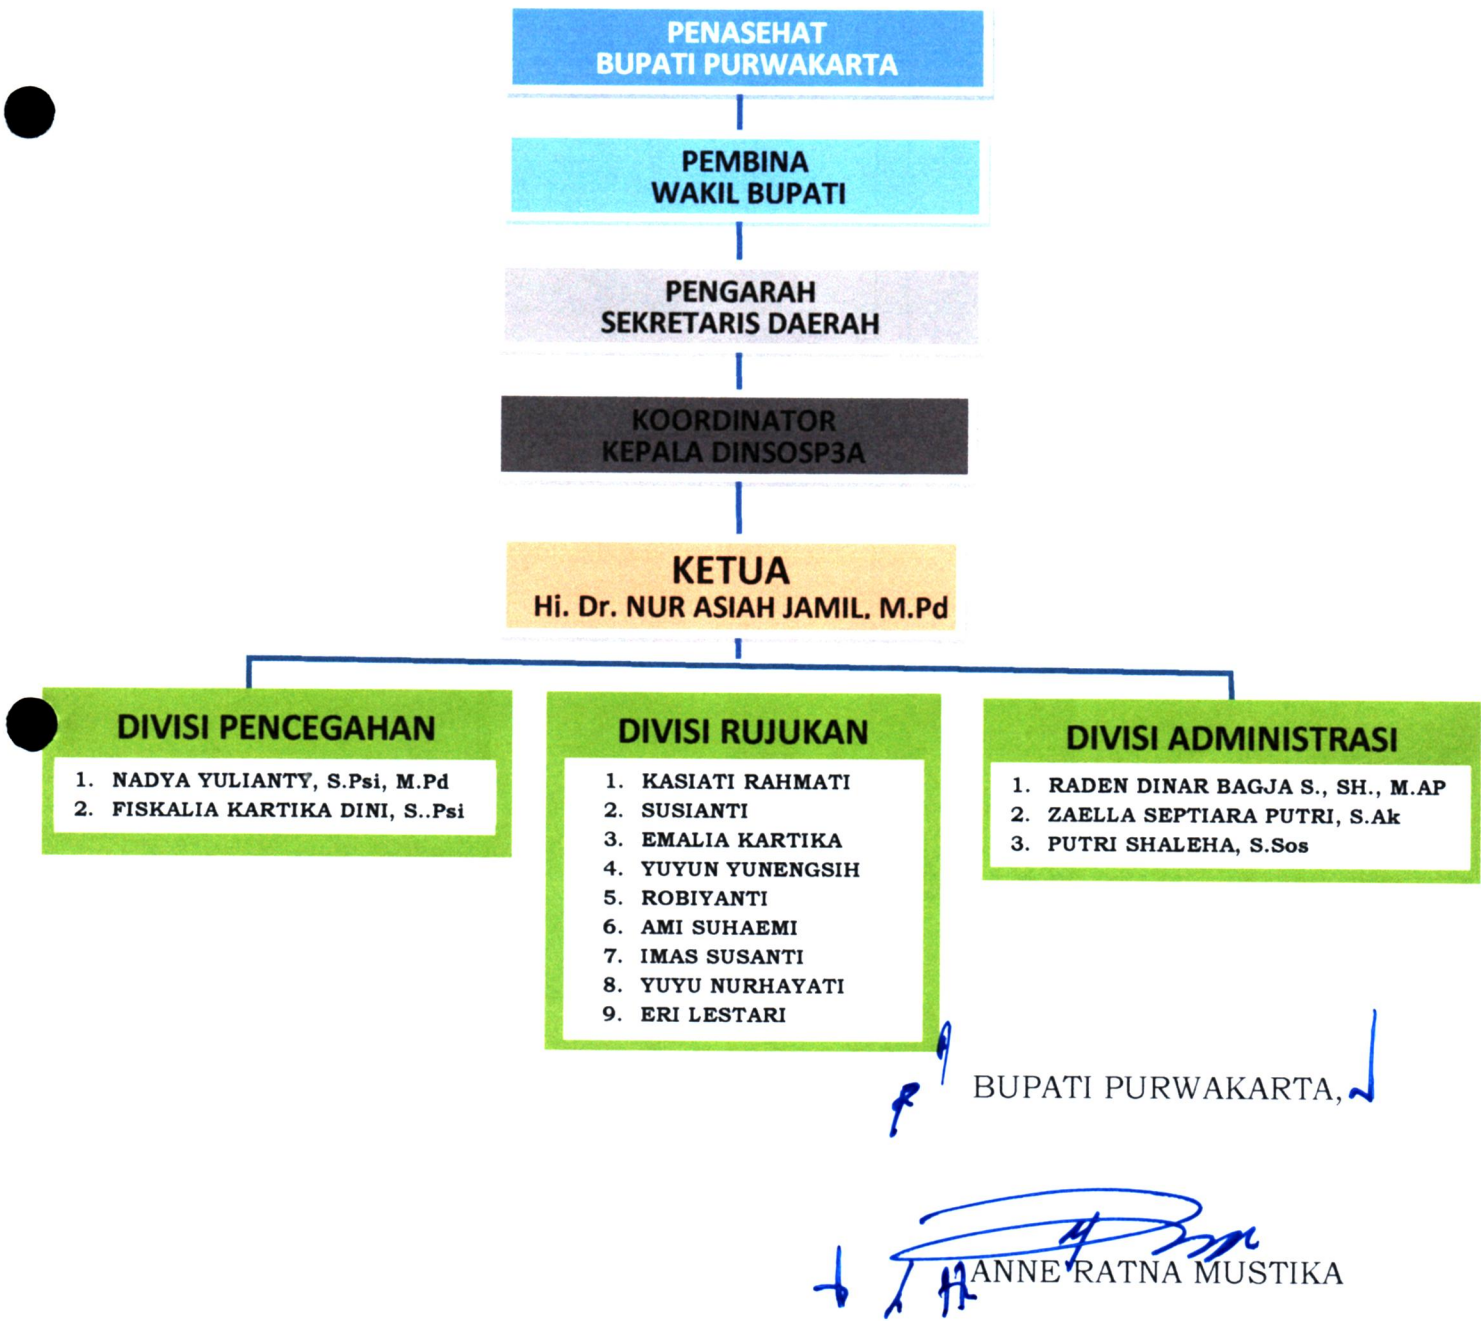 PENASEHAT
BUPATI PURWAKARTA
PEMBINA
WAKIL BUPATI
PENGARAH
SEKRETARIS DAERAH
KOORDINATOR
KEPALA DINSOSP3A
KETUA
Hi. Dr. NUR ASIAH JAMIL. M.Pd
DIVISI PENCEGAHAN
1. NADYA YULIANTY, S.Psi, M.Pd
2. FISKALIA KARTIKA DINI, S..Psi
DIVISI RUJUKAN
1. KASIATI RAHMATI
2. SUSIANTI
3. EMALIA KARTIKA
4. YUYUN YUNENGSIH
5. ROBIYANTI
6. AMI SUHAEMI
7. IMAS SUSANTI
8. YUYU NURHAYATI
9. ERI LESTARI
DIVISI ADMINISTRASI
1. RADEN DINAR BAGJA S., SH., M.AP
2. ZAELLA SEPTIARA PUTRI, S.Ak
3. PUTRI SHALEHA, S.Sos
BUPATI PURWAKARTA,
ANNE RATNA MUSTIKA